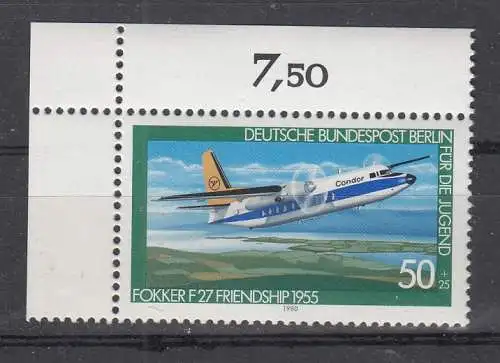 7,50
DEUTSCHE BUNDESPOST BERLIN
FÜR DIE JUGEND
Condor
50
+25
FOKKER F 27 FRIENDSHIP 1955
1980